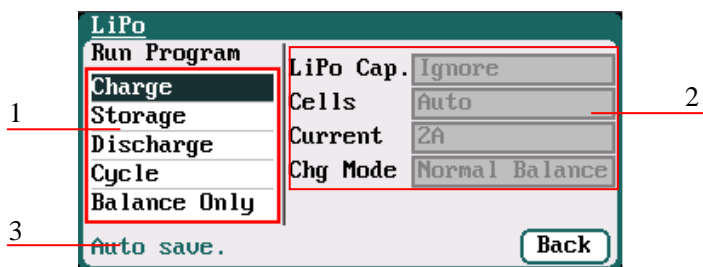 LiPo
Run Program
Charge
Storage
Discharge
Cycle
Balance Only
LiPo Cap. Ignore
Cells Auto
Current 2A
Chg Mode Normal Balance
Auto save.
Back
1
2
3